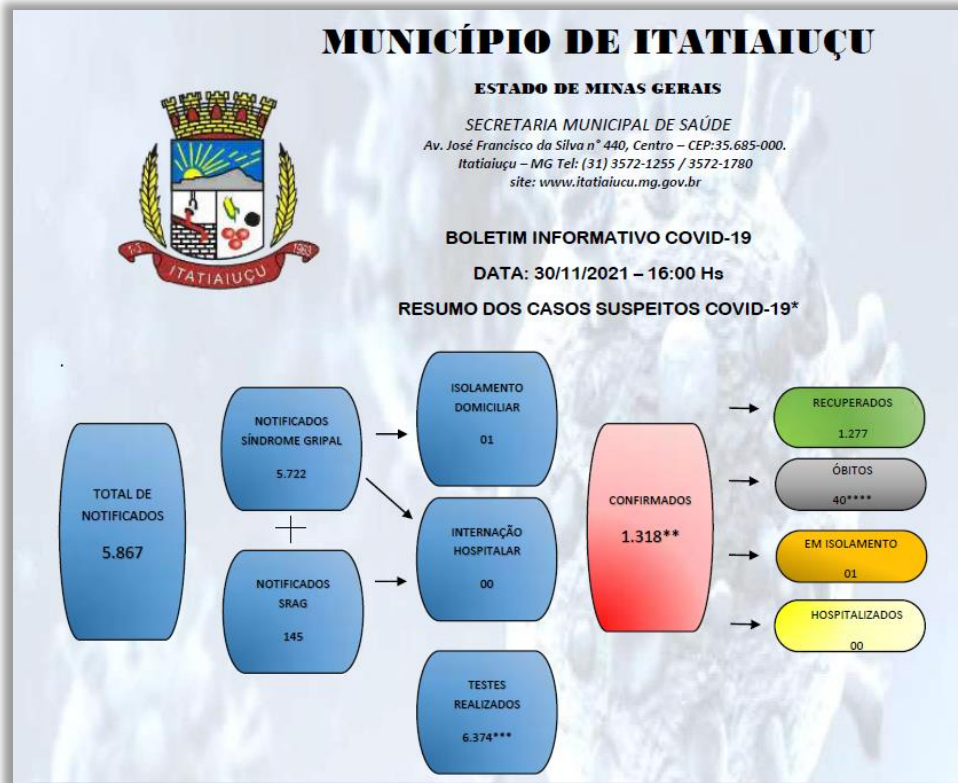 MUNICÍPIO DE ITATIAIUÇU
ESTADO DE MINAS GERAIS
SECRETARIA MUNICIPAL DE SAÚDE
Av. José Francisco da Silva n° 440, Centro – CEP:35.685-000.
Itatiaiuçu – MG Tel: (31) 3572-1255 / 3572-1780
site: www.itatiaiucu.mg.gov.br
1-3
ITATIAIUÇU
1963
BOLETIM INFORMATIVO COVID-19
DATA: 30/11/2021 – 16:00 Hs
RESUMO DOS CASOS SUSPEITOS COVID-19*
.
TOTAL DE
NOTIFICADOS
5.867
NOTIFICADOS
SÍNDROME GRIPAL
5.722
NOTIFICADOS
SRAG
145
ISOLAMENTO
DOMICILIAR
01
INTERNAÇÃO
HOSPITALAR
00
TESTES
REALIZADOS
6.374***
CONFIRMADOS
1.318**
RECUPERADOS
1.277
ÓBITOS
40****
EM ISOLAMENTO
01
HOSPITALIZADOS
00